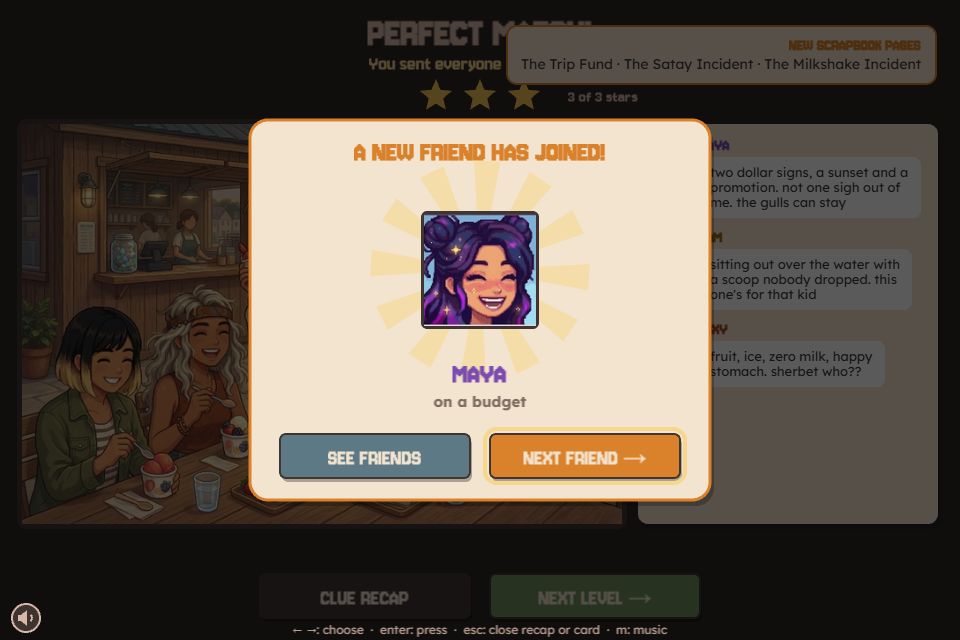 PERFECT
You sent everyone
NEW SCRAPBOOK PAGES
The Trip Fund · The Satay Incident · The Milkshake Incident
3 of 3 stars
A NEW FRIEND HAS JOINED!
MAYA
on a budget
SEE FRIENDS
NEXT FRIEND →
two dollar signs, a sunset and a
promotion. not one sigh out of
me. the gulls can stay
sitting out over the water with
a scoop nobody dropped. this
one's for that kid
fruit, ice, zero milk, happy
stomach. sherbet who??
CLUE RECAP
NEXT LEVEL →
← →: choose · enter: press · esc: close recap or card · m: music